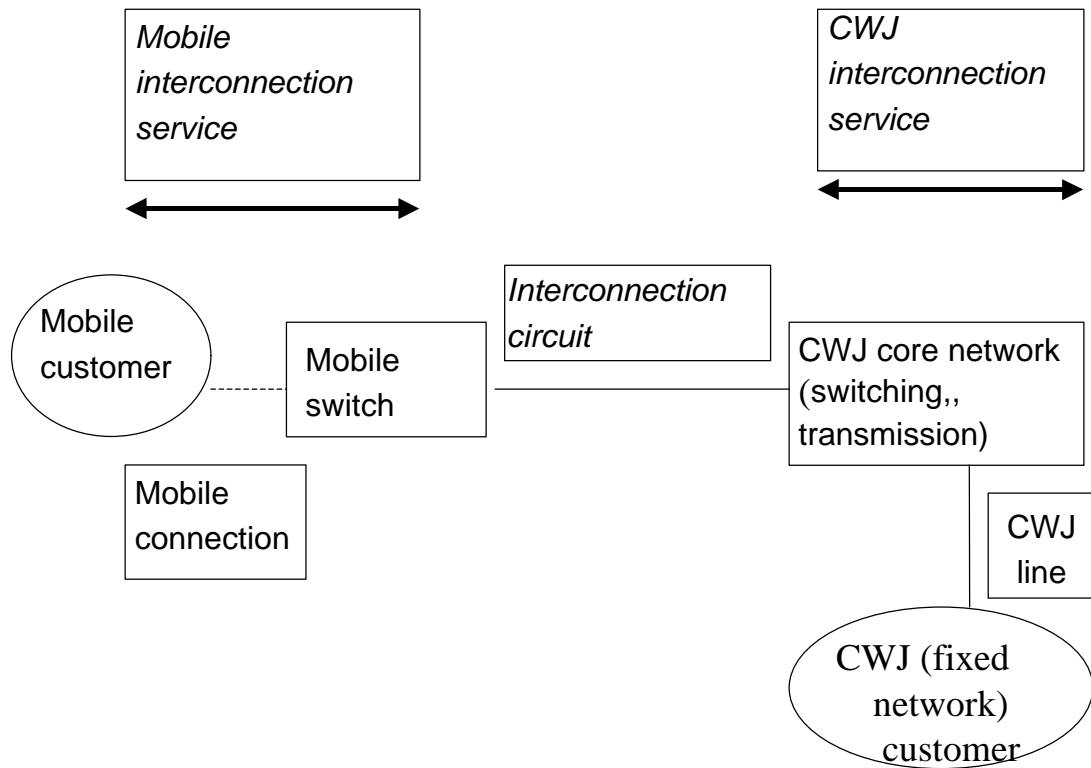 Mobile
interconnection
service
CWJ
interconnection
service
Interconnection
circuit
Mobile
customer
Mobile
switch
CWJ core network
(switching,,
transmission)
Mobile
connection
CWJ
line
CWJ (fixed
network)
customer